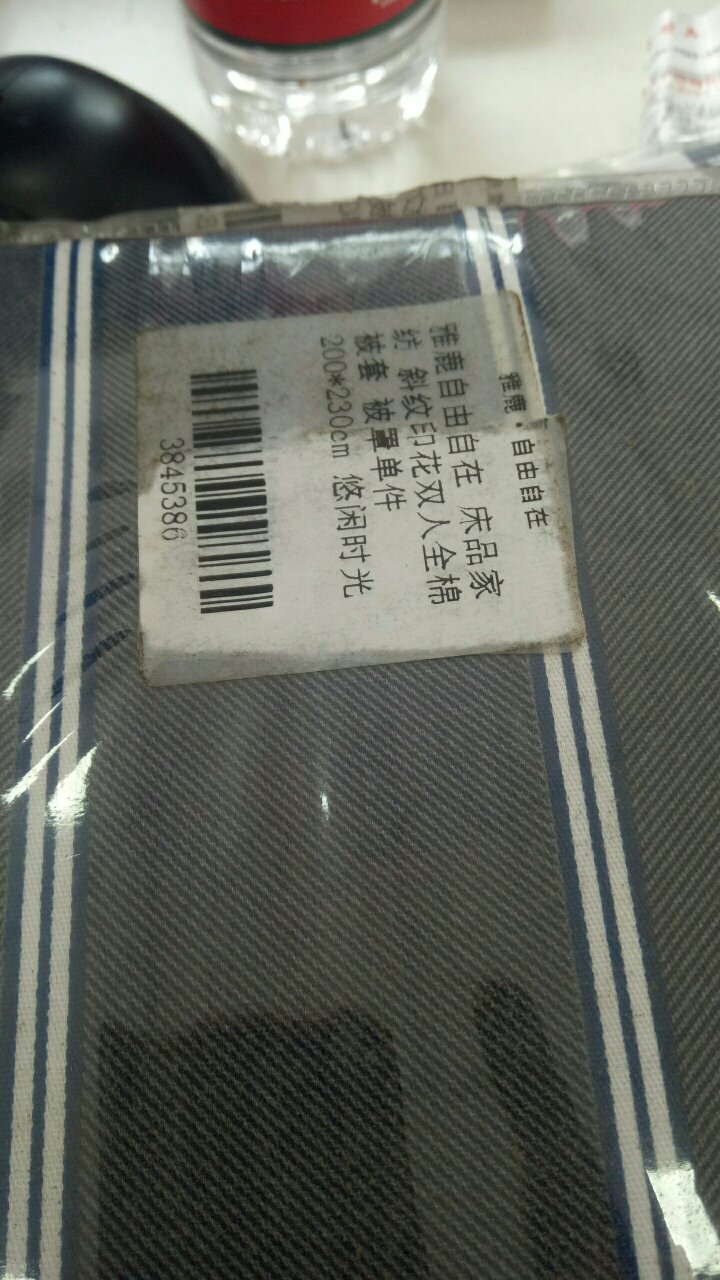 雅鹿·自由自在
雅鹿自由自在 床品家
纺 斜纹印花双人全棉
被套 被罩单件
200*230cm 悠闲时光
3845386